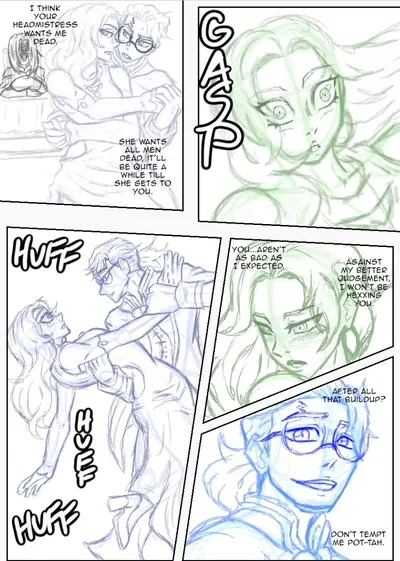 I THINK
YOUR
HEADMISTRESS
WANTS ME
DEAD.
SHE WANTS
ALL MEN
DEAD, IT'LL
BE QUITE A
WHILE TILL
SHE GETS TO
YOU.
GASP
HUFF
HUFF
HUFF
YOU...AREN'T
AS BAD AS
I EXPECTED.
AGAINST
MY BETTER
JUDGEMENT,
I WON'T BE
HEXXING
YOU.
AFTER ALL
THAT BUILDUP?
DON'T TEMPT
ME POT-TAH.